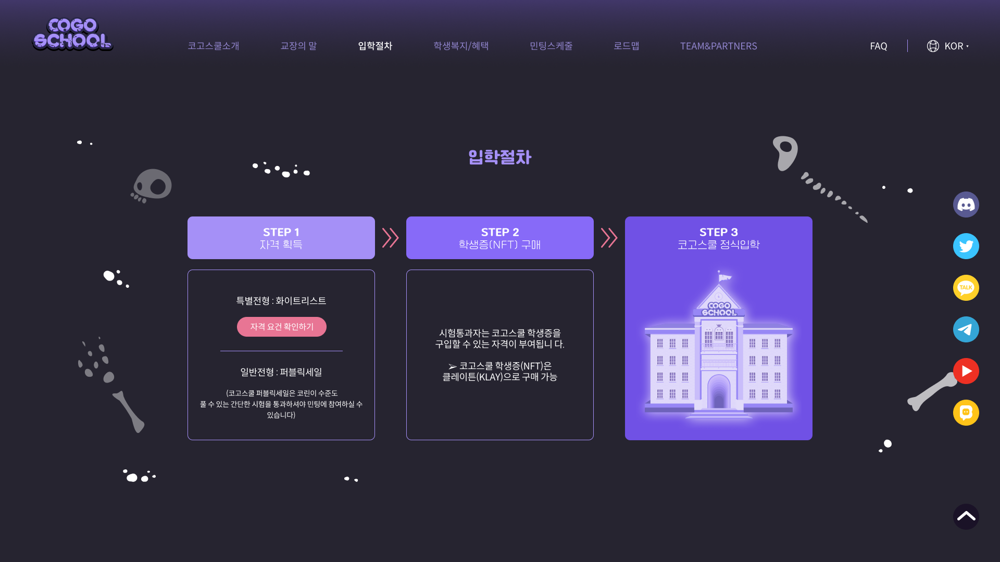 COGO
SCHOOL
코고스쿨소개
교장의 말
입학절차
학생복지/혜택
민팅스케줄
로드맵
TEAM&PARTNERS
FAQ
KOR
입학절차
STEP 1
자격 획득
STEP 2
학생증(NFT) 구매
STEP 3
코고스쿨 정식입학
특별전형 : 화이트리스트
자격 요건 확인하기
일반전형 : 퍼블릭세일
(코고스쿨 퍼블릭세일은 코린이 수준도
풀 수 있는 간단한 시험을 통과하셔야 민팅에 참여하실 수
있습니다)
시험통과자는 코고스쿨 학생증을
구입할 수 있는 자격이 부여됩니 다.
➢ 코고스쿨 학생증(NFT)은
클레이튼(KLAY)으로 구매 가능
COGO
SCHOOL
TALK